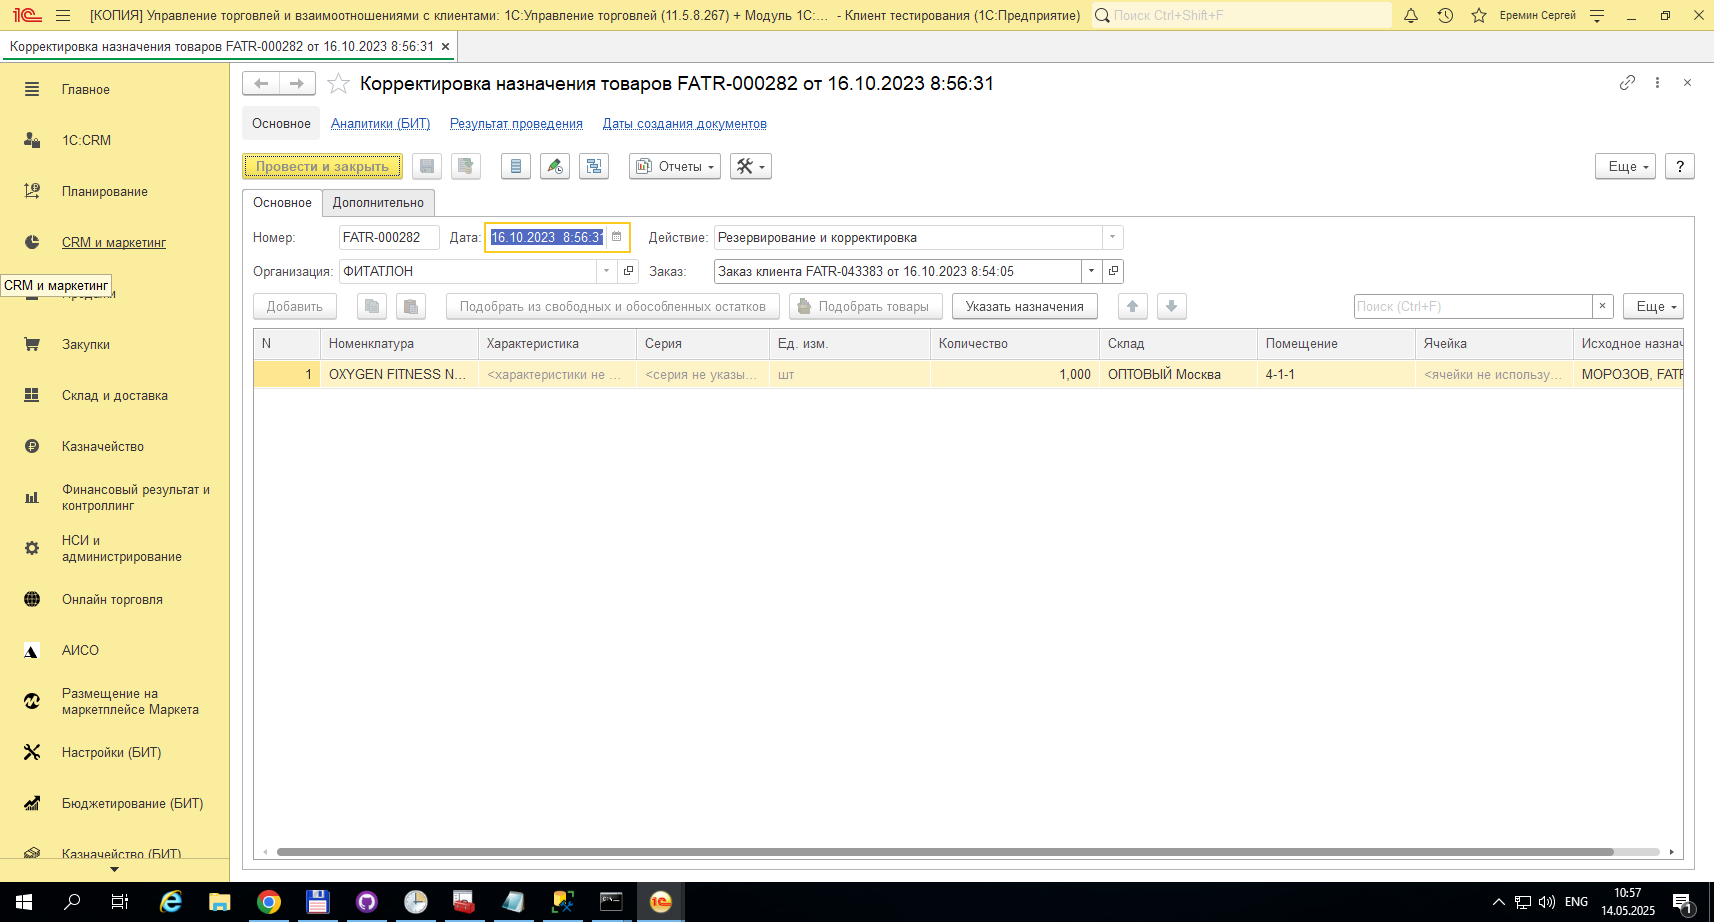 [КОПИЯ] Управление торговлей и взаимоотношениями с клиентами: 1С:Управление торговлей (11.5.8.267) + Модуль 1С:... - Клиент тестирования (1С:Предприятие)
Поиск Ctrl+Shift+F
Еремин Сергей
Корректировка назначения товаров FATR-000282 от 16.10.2023 8:56:31
Главное
1C:CRM
Планирование
CRM и маркетинг
CRM и маркетинг
Закупки
Склад и доставка
Казначейство
Финансовый результат и
контроллинг
НСИ и
администрирование
Онлайн торговля
АИСО
Размещение на
маркетплейсе Маркета
Настройки (БИТ)
Бюджетирование (БИТ)
Казначейство (БИТ)
Корректировка назначения товаров FATR-000282 от 16.10.2023 8:56:31
Основное Аналитики (БИТ) Результат проведения Даты создания документов
Провести и закрыть Отчеты Еще ?
Основное Дополнительно
Номер: FATR-000282 Дата: 16.10.2023 8:56:31 Действие: Резервирование и корректировка
Организация: ФИТАТЛОН Заказ: Заказ клиента FATR-043383 от 16.10.2023 8:54:05
Добавить Подобрать из свободных и обособленных остатков Подобрать товары Указать назначения Поиск (Ctrl+F) Еще
N Номенклатура Характеристика Серия Ед. изм. Количество Склад Помещение Ячейка Исходное назнач
1 OXYGEN FITNESS N... <характеристики не ... <серия не указы... шт 1,000 ОПТОВЫЙ Москва 4-1-1 <ячейки не использу... МОРОЗОВ, FATR
ENG
10:57
14.05.2025
1